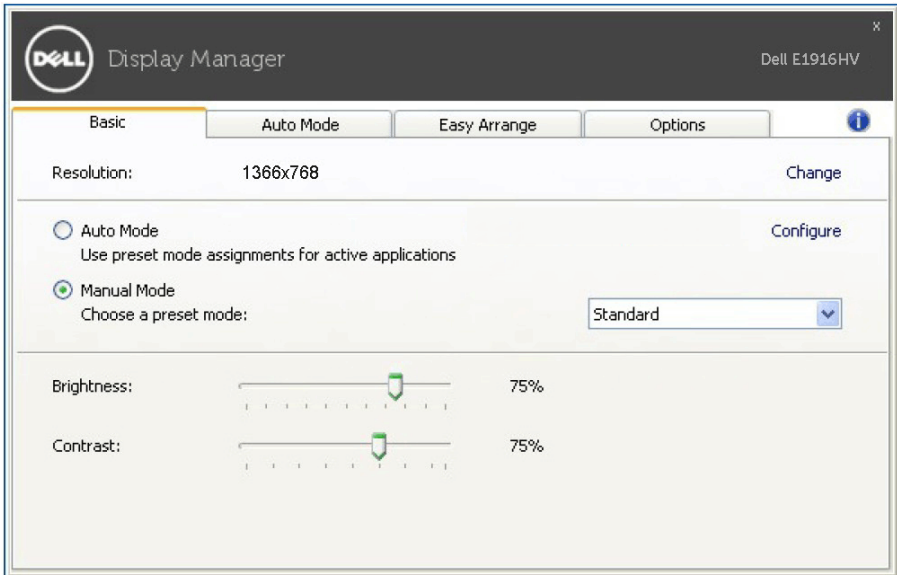 DELL Display Manager
x
Dell E1916HV
Basic Auto Mode Easy Arrange Options i
Resolution: 1366x768 Change
Auto Mode Configure
Use preset mode assignments for active applications
Manual Mode
Choose a preset mode: Standard
Brightness: 75%
Contrast: 75%